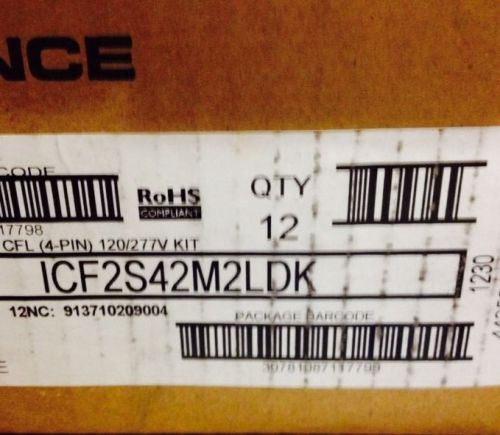 NCE
CODE
17798
RoHS
COMPLIANT
QTY
12
CFL (4-PIN) 120/277V KIT
ICF2S42M2LDK
1230
12NC: 913710209004
PACKAGE BARCODE
30781087117799
E